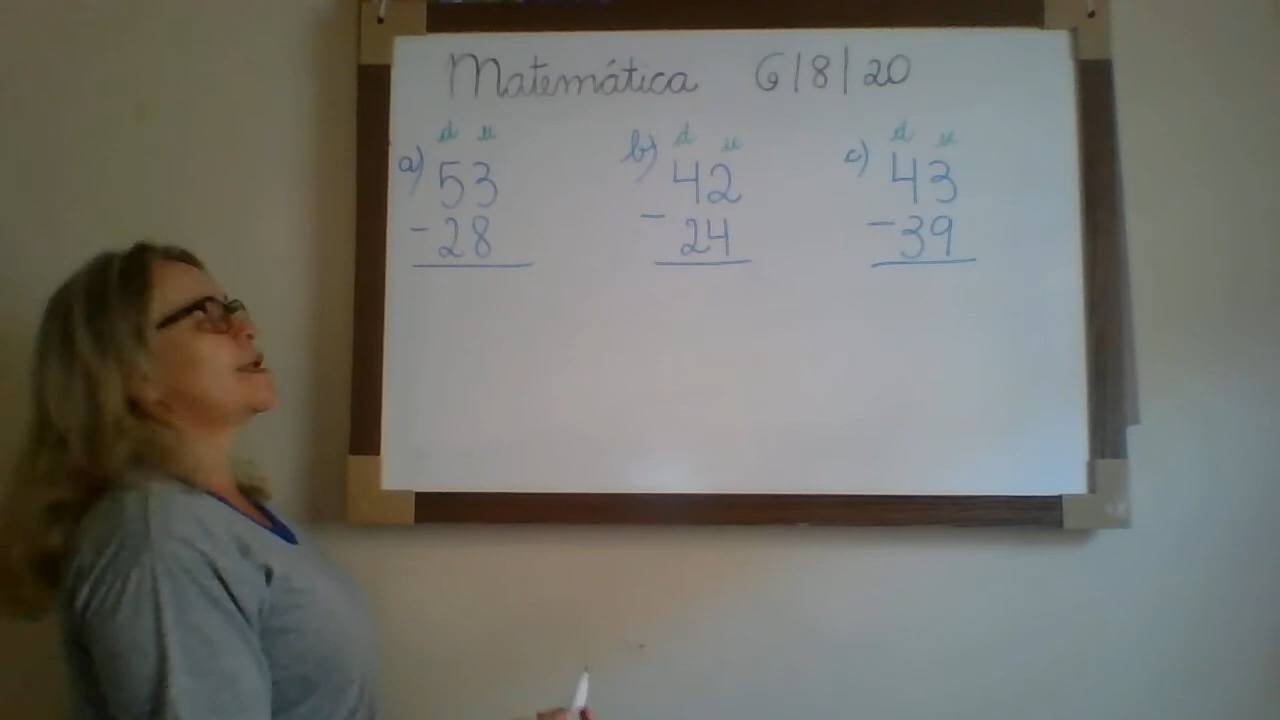 Matemática 6/8/20
d u
a) 53
- 28
d u
b) 42
- 24
d u
c) 43
- 39